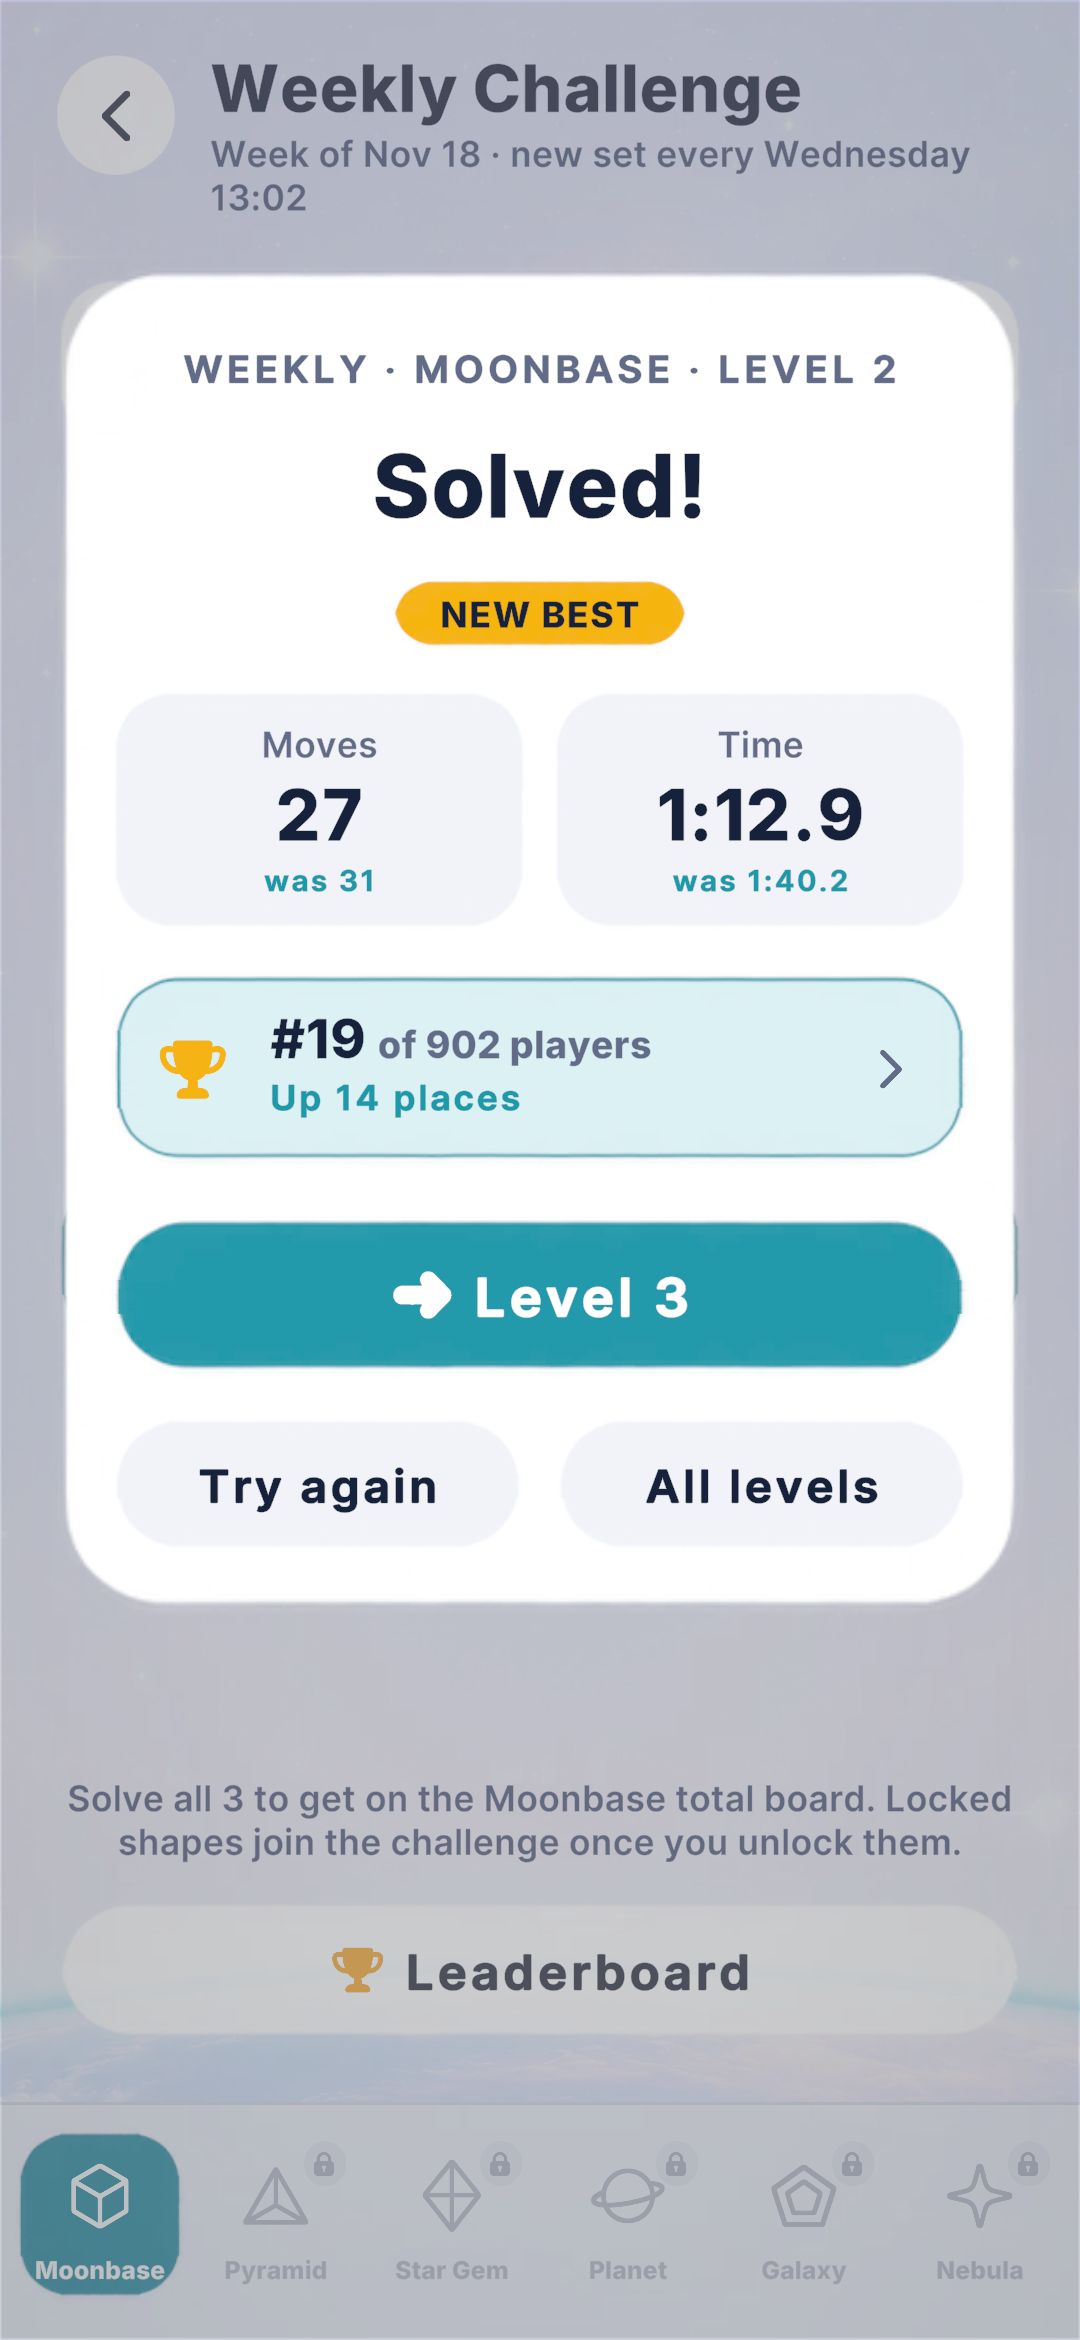 Weekly Challenge
Week of Nov 18 · new set every Wednesday
13:02
WEEKLY · MOONBASE · LEVEL 2
Solved!
NEW BEST
Moves
27
was 31
Time
1:12.9
was 1:40.2
#19 of 902 players
Up 14 places
Level 3
Try again
All levels
Solve all 3 to get on the Moonbase total board. Locked
shapes join the challenge once you unlock them.
Leaderboard
Moonbase
Pyramid
Star Gem
Planet
Galaxy
Nebula